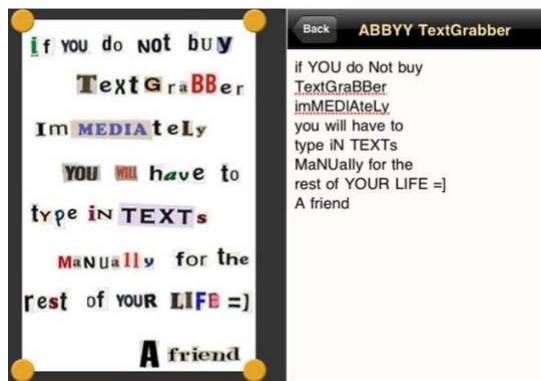 if YOU do Not buy
TextGraBBer
ImMEDIAteLy
YOU WILL have to
tYpe iN TEXTs
MaNUally for the
rest of YOUR LIFE =]
A friend
Back
ABBYY TextGrabber
if YOU do Not buy
TextGraBBer
imMEDIAteLy
you will have to
type iN TEXTs
MaNUally for the
rest of YOUR LIFE =]
A friend